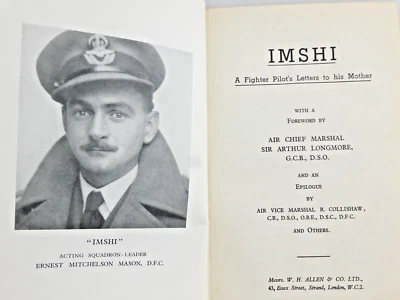 "IMSHI"
ACTING SQUADRON-LEADER
ERNEST MITCHELSON MASON, D.F.C.
IMSHI
A Fighter Pilot's Letters to his Mother
WITH A
FOREWORD BY
AIR CHIEF MARSHAL
SIR ARTHUR LONGMORE,
G.C.B., D.S.O.
AND AN
EPILOGUE
BY
AIR VICE MARSHAL R. COLLISHAW,
C.B., D.S.O., O.B.E., D.S.C., D.F.C.
AND OTHERS.
Messrs. W. H. ALLEN & CO. LTD.,
43, Essex Street, Strand, London, W.C.2.